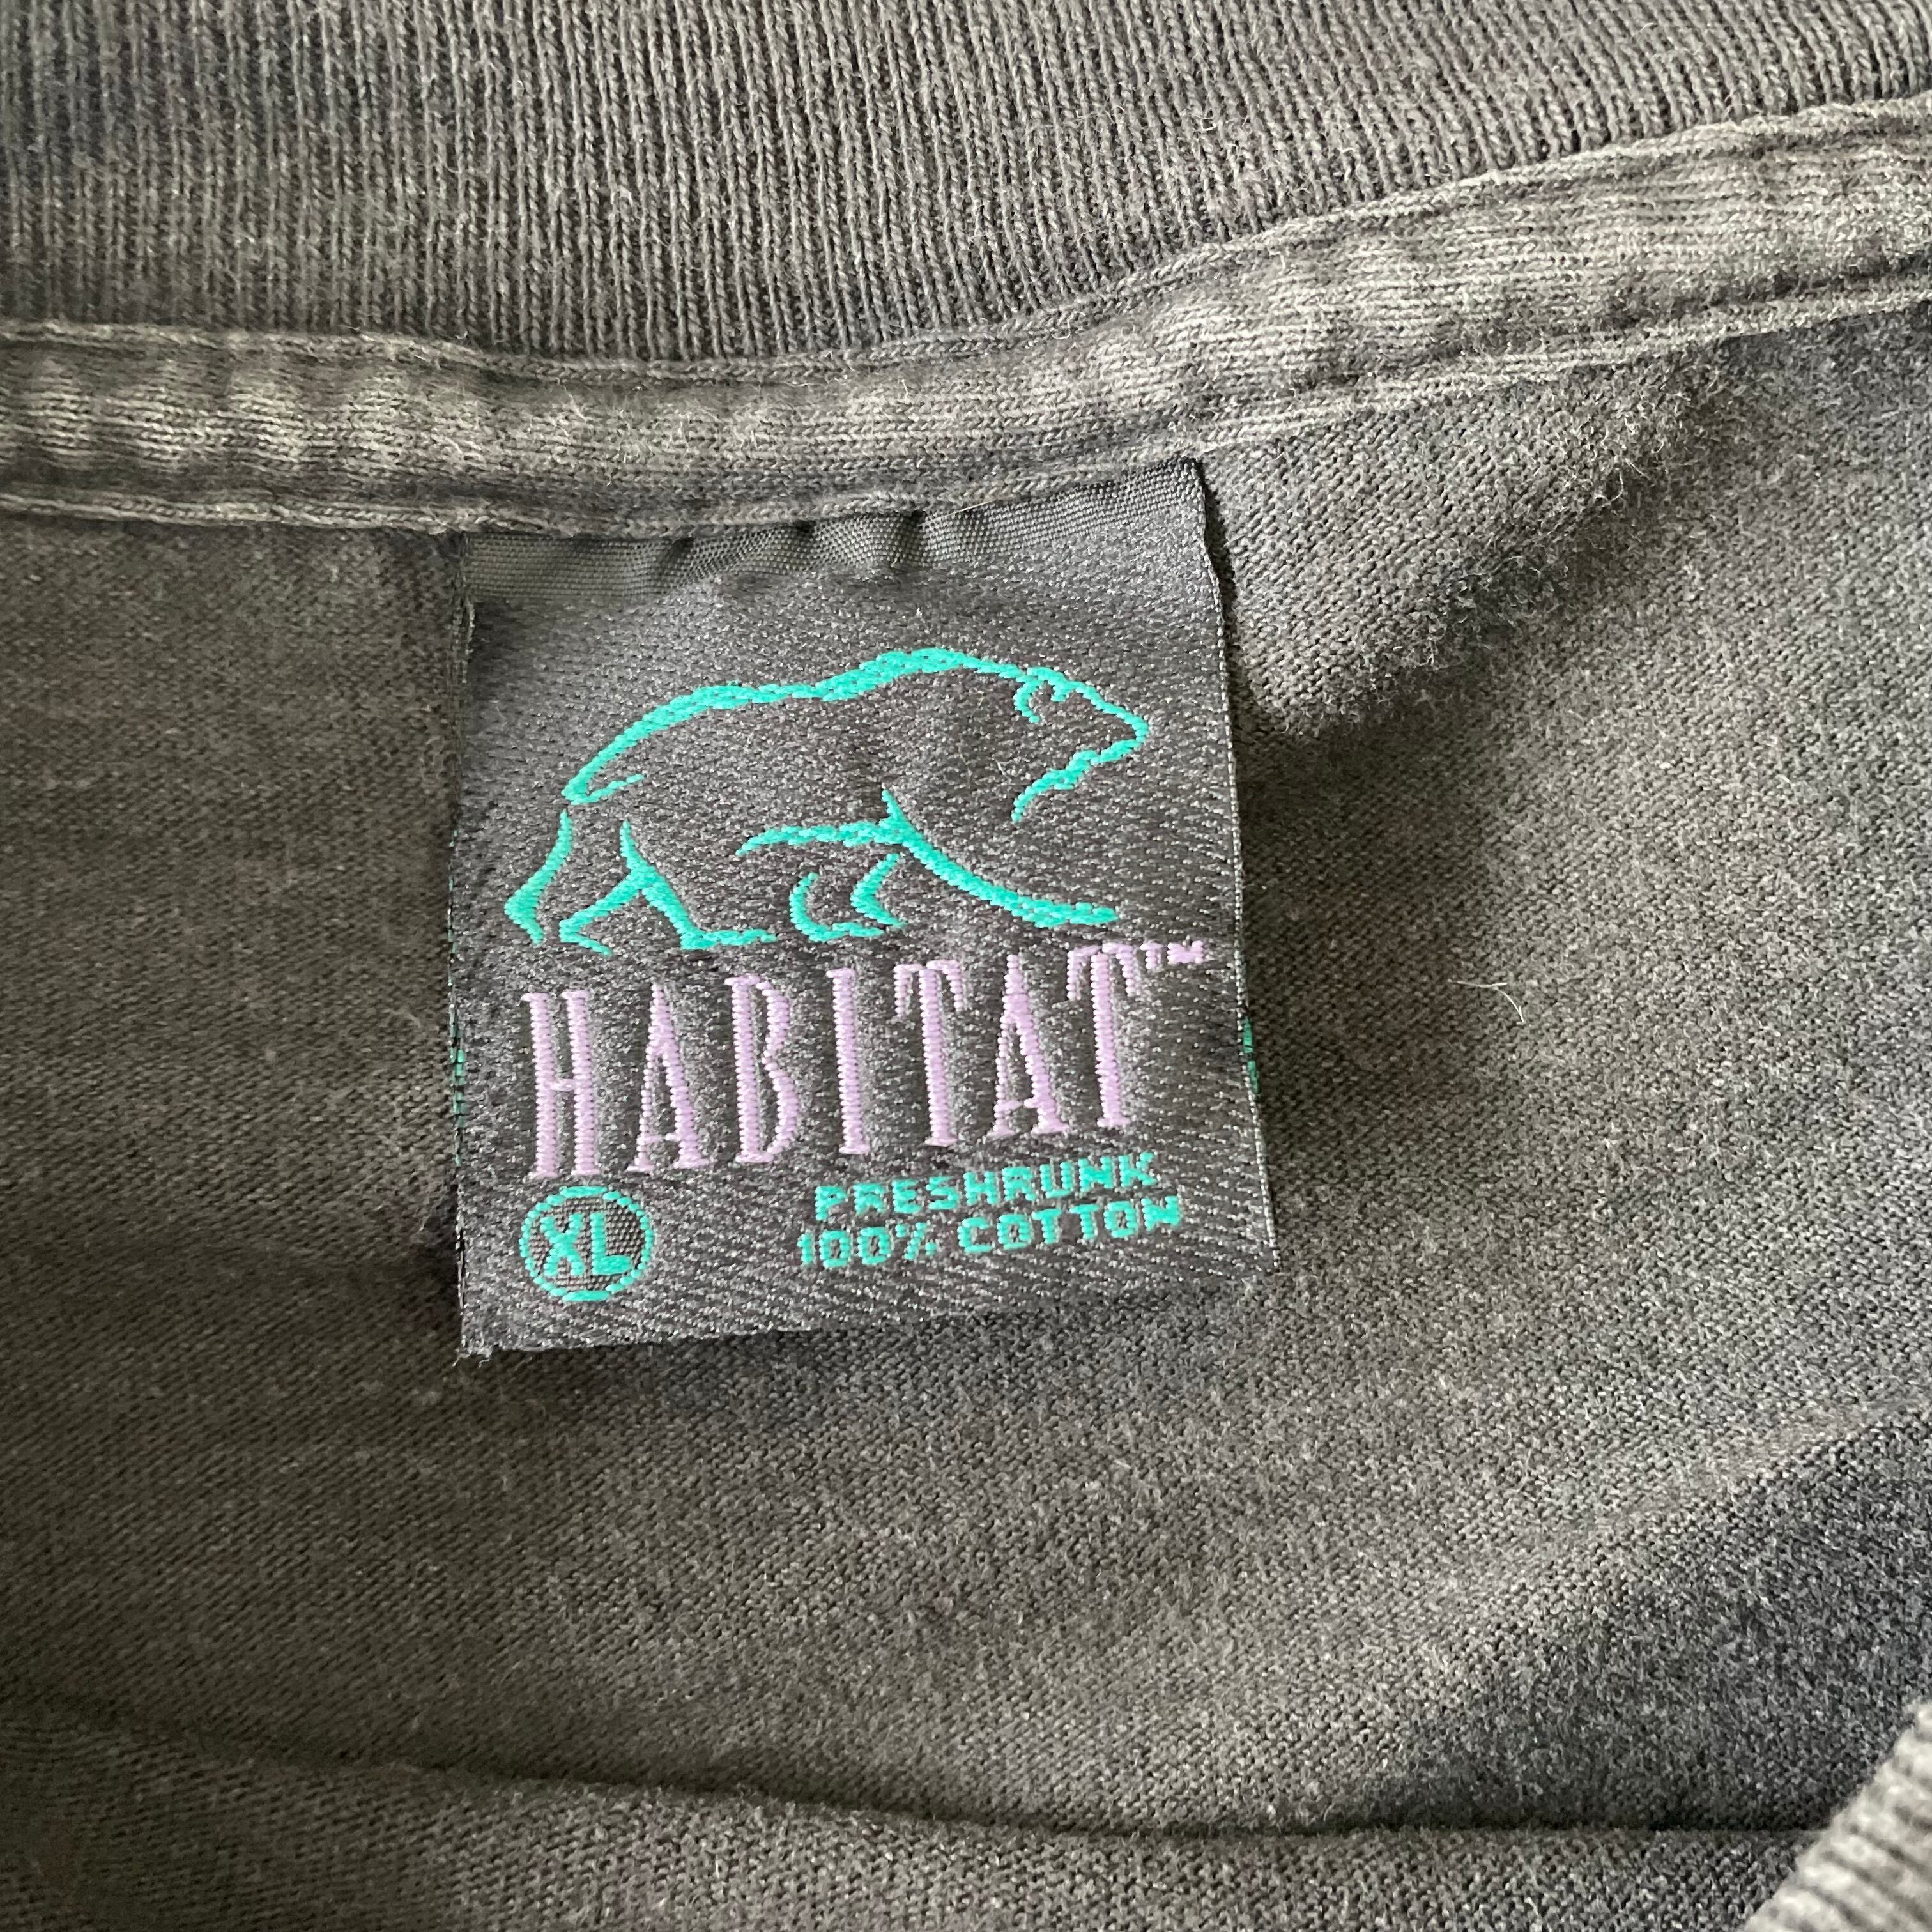 HABITAT™
XL
PRESHRUNK
100% COTTON